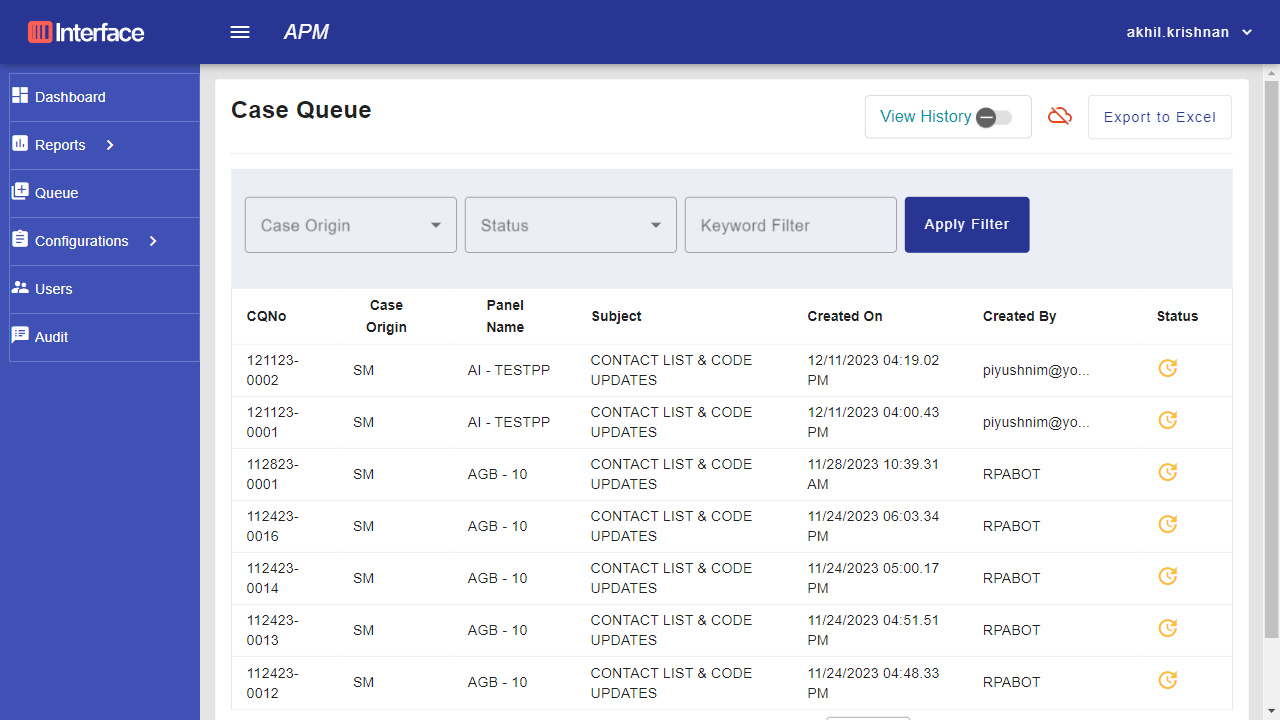 Interface
APM
akhil.krishnan
Dashboard
Reports
Queue
Configurations
Users
Audit
Case Queue
View History
Export to Excel
Case Origin
Status
Keyword Filter
Apply Filter
CQNo
Case
Origin
Panel
Name
Subject
Created On
Created By
Status
121123-
0002
SM
AI - TESTPP
CONTACT LIST & CODE
UPDATES
12/11/2023 04:19.02
PM
piyushnim@yo...
121123-
0001
SM
AI - TESTPP
CONTACT LIST & CODE
UPDATES
12/11/2023 04:00.43
PM
piyushnim@yo...
112823-
0001
SM
AGB - 10
CONTACT LIST & CODE
UPDATES
11/28/2023 10:39.31
AM
RPABOT
112423-
0016
SM
AGB - 10
CONTACT LIST & CODE
UPDATES
11/24/2023 06:03.34
PM
RPABOT
112423-
0014
SM
AGB - 10
CONTACT LIST & CODE
UPDATES
11/24/2023 05:00.17
PM
RPABOT
112423-
0013
SM
AGB - 10
CONTACT LIST & CODE
UPDATES
11/24/2023 04:51.51
PM
RPABOT
112423-
0012
SM
AGB - 10
CONTACT LIST & CODE
UPDATES
11/24/2023 04:48.33
PM
RPABOT